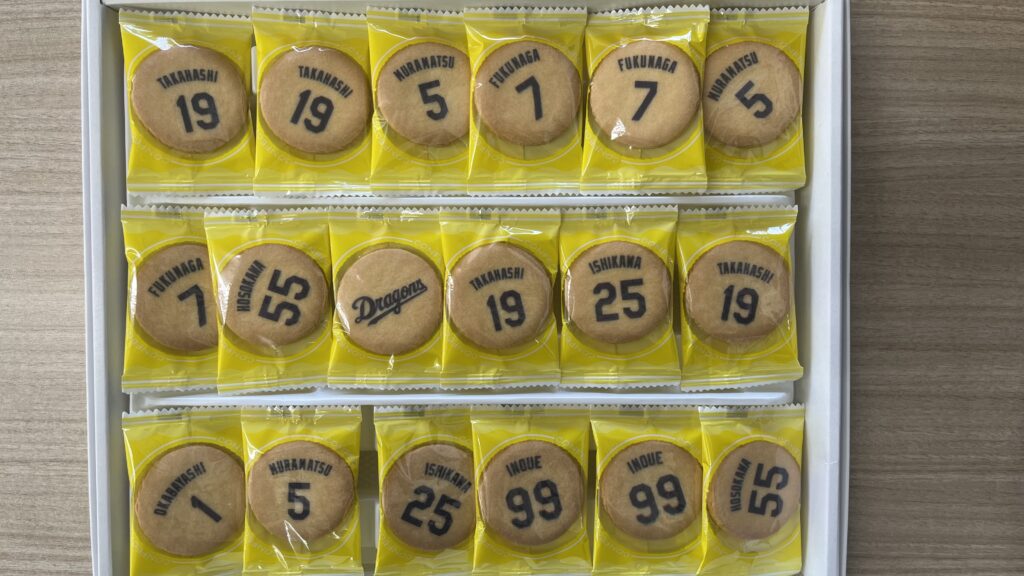 TAKAHASHI
19
TAKAHASHI
19
MURAMATSU
5
FUKUNAGA
7
FUKUNAGA
7
MURAMATSU
5
FUKUNAGA
7
HOSOKAWA
55
Dragons
TAKAHASHI
19
ISHIKAWA
25
TAKAHASHI
19
OKABAYASHI
1
MURAMATSU
5
ISHIKAWA
25
INOUE
99
INOUE
99
HOSOKAWA
55